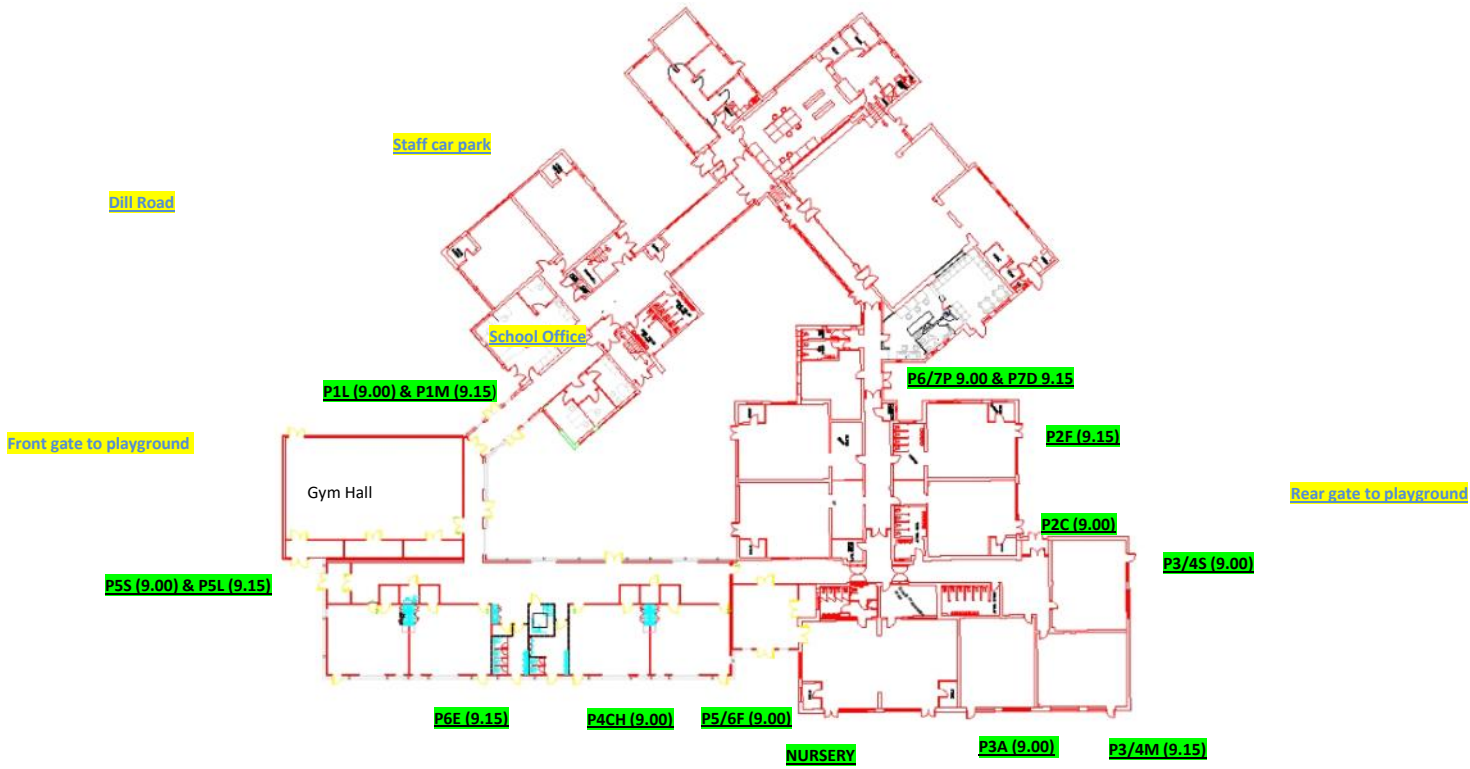 Staff car park
Dill Road
School Office
P1L (9.00) & P1M (9.15)
P6/7P 9.00 & P7D 9.15
Front gate to playground
P2F (9.15)
Gym Hall
Rear gate to playground
P2C (9.00)
P3/4S (9.00)
P5S (9.00) & P5L (9.15)
P6E (9.15)
P4CH (9.00)
P5/6F (9.00)
NURSERY
P3A (9.00)
P3/4M (9.15)